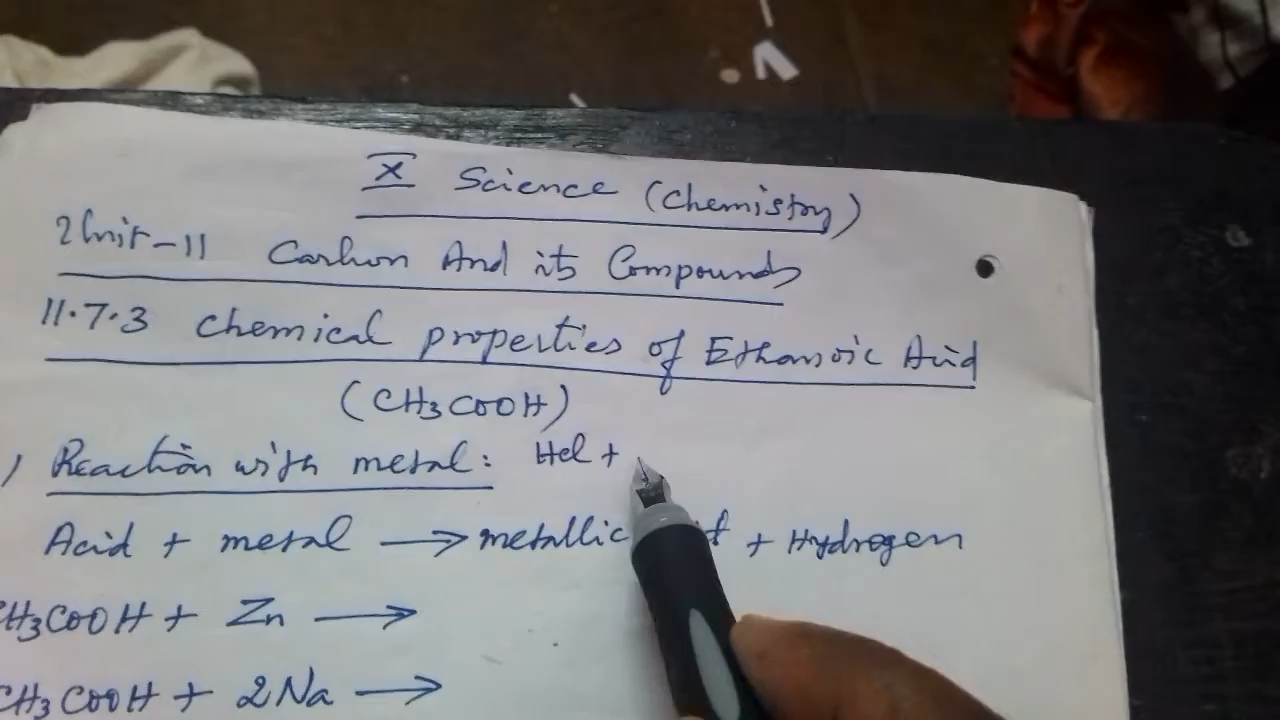 X Science (Chemistry)
Unit-11 Carbon And its Compounds
11.7.3 Chemical properties of Ethanoic Acid
(CH3COOH)
) Reaction with metal: Hcl +
Acid + metal → metallic + Hydrogen
CH3COOH + Zn →
CH3COOH + 2Na →